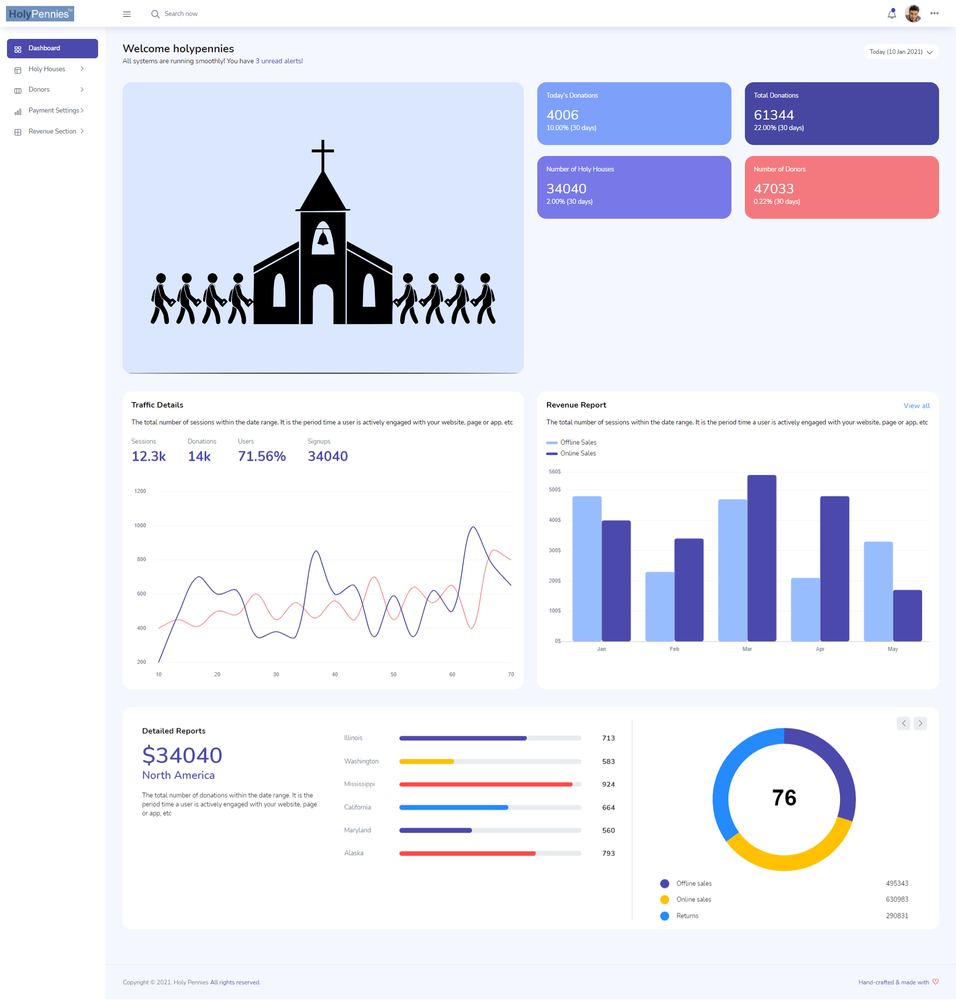 HolyPennies™
Search now
Dashboard
Holy Houses
Donors
Payment Settings
Revenue Section
Welcome holypennies
All systems are running smoothly! You have 3 unread alerts!
Today (10 Jan 2021)
Today's Donations
4006
10.00% (30 days)
Total Donations
61344
22.00% (30 days)
Number of Holy Houses
34040
2.00% (30 days)
Number of Donors
47033
0.22% (30 days)
Traffic Details
The total number of sessions within the date range. It is the period time a user is actively engaged with your website, page or app, etc
Sessions
Donations
Users
Signups
12.3k
14k
71.56%
34040
1200
1000
800
600
400
200
10
20
30
40
50
60
70
Revenue Report
View all
The total number of sessions within the date range. It is the period time a user is actively engaged with your website, page or app, etc
Offline Sales
Online Sales
560$
500$
400$
300$
200$
100$
0$
Jan
Feb
Mar
Apr
May
Detailed Reports
$34040
North America
The total number of donations within the date range. It is the
period time a user is actively engaged with your website, page
or app, etc
Illinois 713
Washington 583
Mississippi 924
California 664
Maryland 560
Alaska 793
76
Offline sales 495343
Online sales 630983
Returns 290831
Copyright © 2021. Holy Pennies All rights reserved.
Hand-crafted & made with